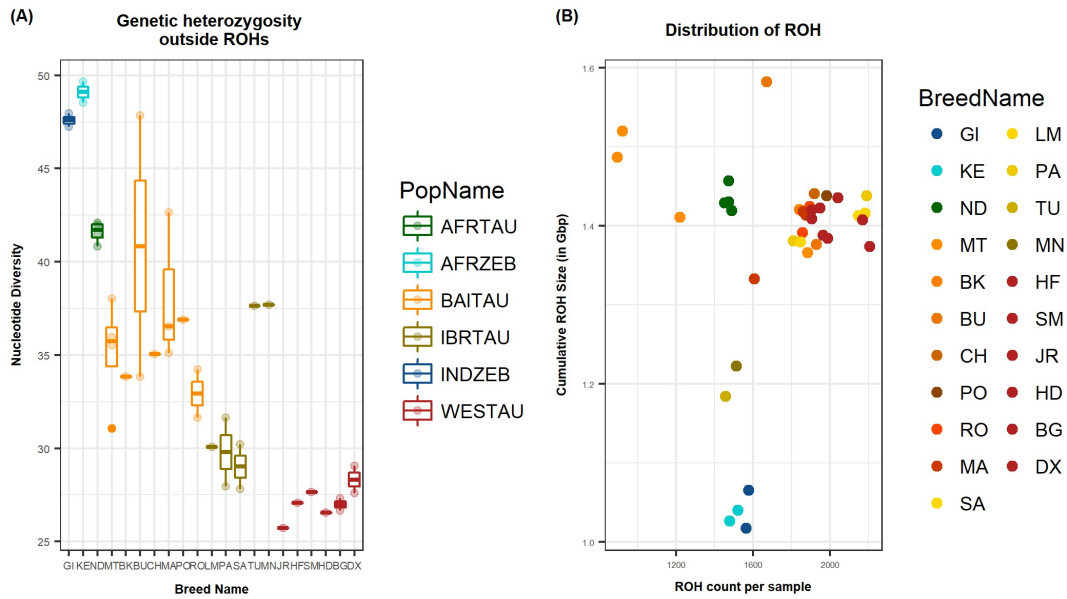 (A)
Genetic heterozygosity
outside ROHs
50
45
40
35
30
25
Nucleotide Diversity
GI KE ND MT BK BU CH MA PO RO LM PA SA TU MN JR HF SM HD BG DX
Breed Name
PopName
AFRTAU
AFRZEB
BAITAU
IBRTAU
INDZEB
WESTAU
(B)
Distribution of ROH
1.6
1.4
1.2
1.0
Cumulative ROH Size (in Gbp)
1200 1600 2000
ROH count per sample
BreedName
GI
KE
ND
MT
BK
BU
CH
PO
RO
MA
SA
LM
PA
TU
MN
HF
SM
JR
HD
BG
DX